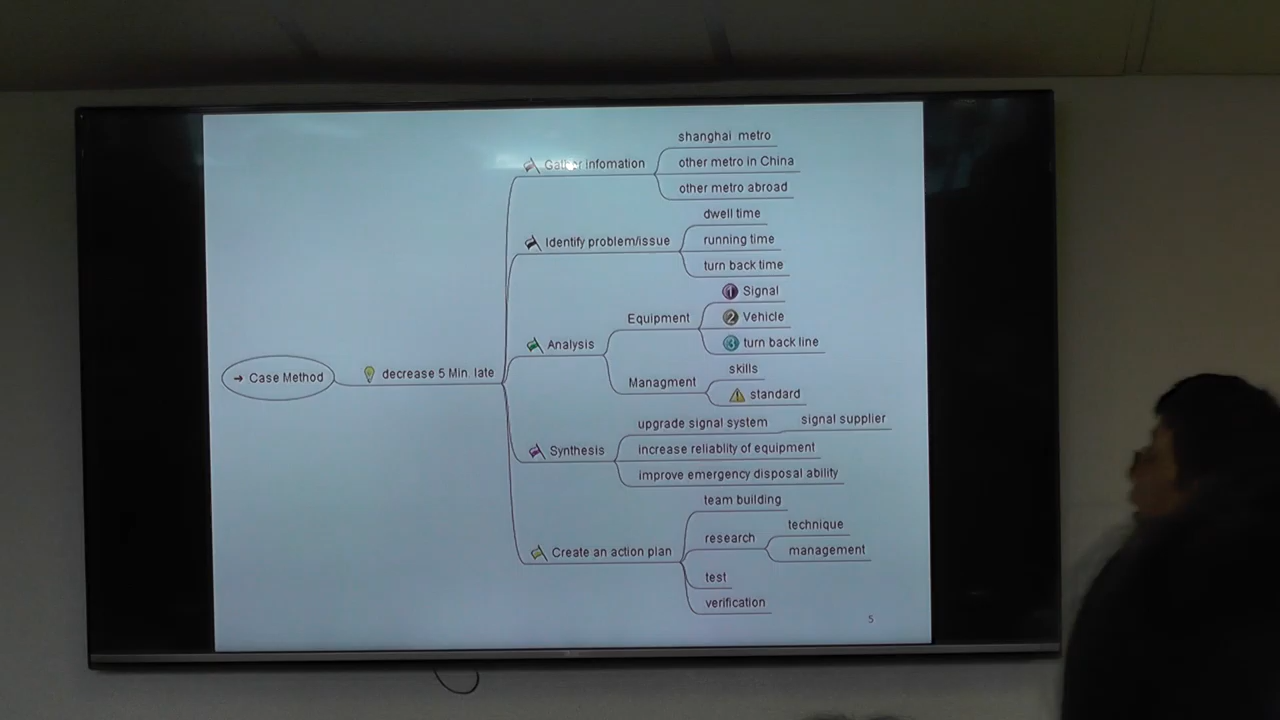 shanghai metro
Gather infomation
other metro in China
other metro abroad
dwell time
Identify problem/issue
running time
turn back time
1 Signal
Equipment
2 Vehicle
Analysis
3 turn back line
→ Case Method
decrease 5 Min. late
skills
Managment
standard
upgrade signal system
signal supplier
Synthesis
increase reliablity of equipment
improve emergency disposal ability
team building
technique
research
Create an action plan
management
test
verification
5